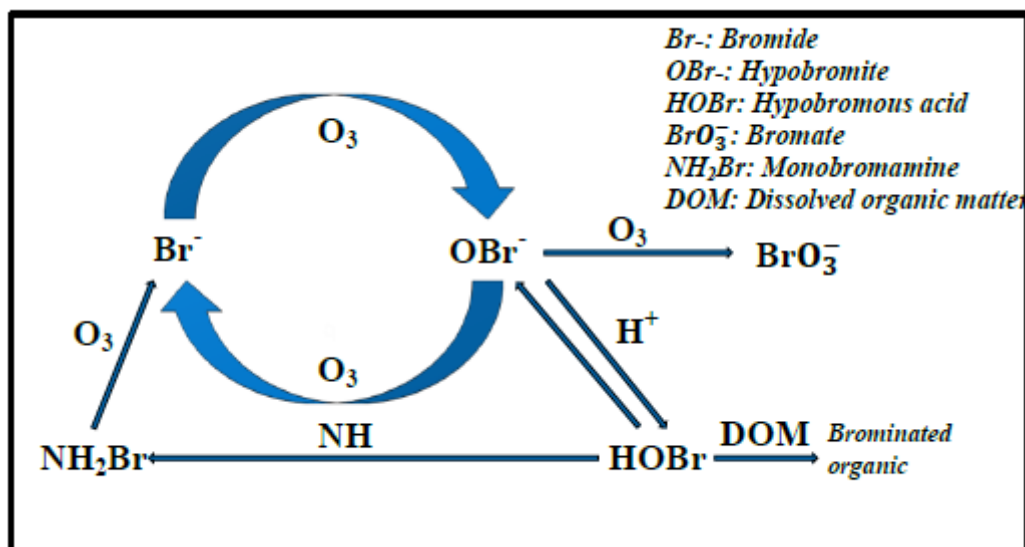 Br-: Bromide
OBr-: Hypobromite
HOBr: Hypobromous acid
BrO₃⁻: Bromate
NH₂Br: Monobromamine
DOM: Dissolved organic matter
O₃
O₃
Br⁻
OBr⁻
BrO₃⁻
O₃
H⁺
O₃
NH
DOM
Brominated
organic
NH₂Br
HOBr